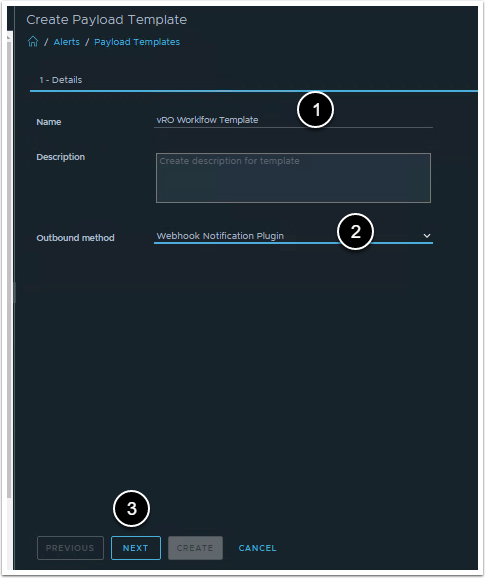 Create Payload Template
/ Alerts / Payload Templates
1 - Details
Name
vRO Worklfow Template
1
Description
Create description for template
Outbound method
Webhook Notification Plugin
2
3
PREVIOUS NEXT CREATE CANCEL